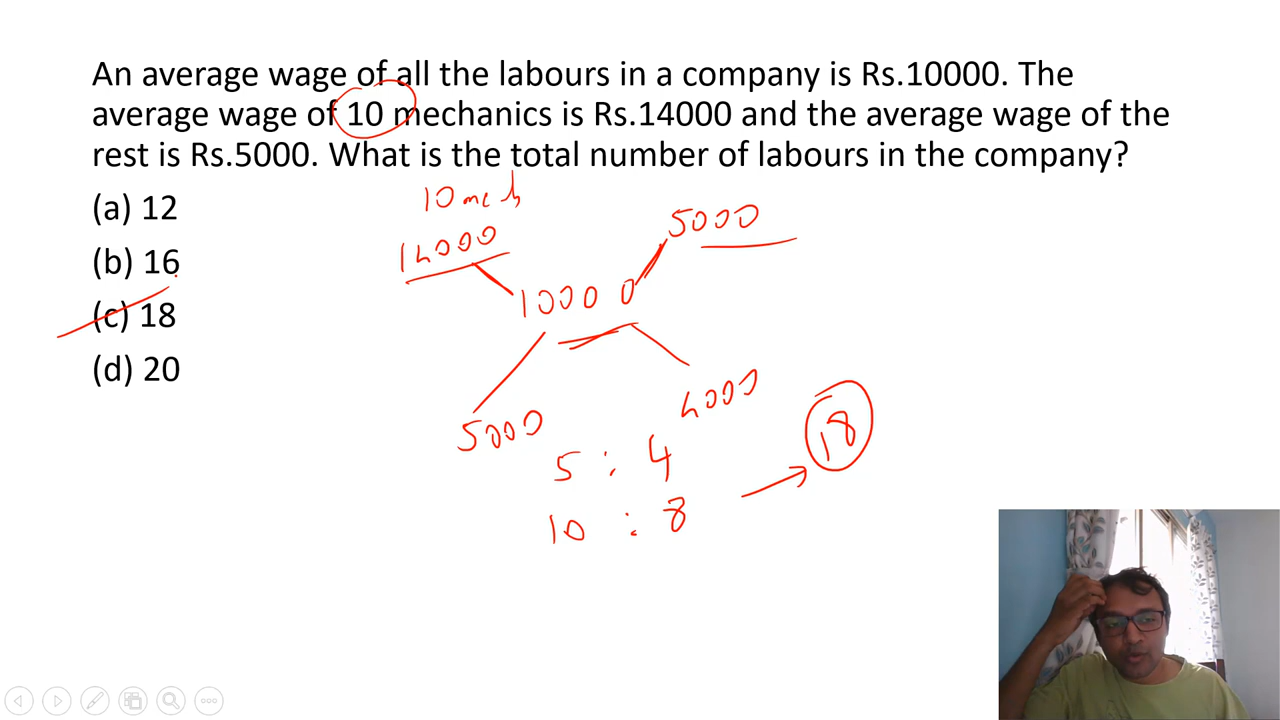 An average wage of all the labours in a company is Rs.10000. The
average wage of 10 mechanics is Rs.14000 and the average wage of the
rest is Rs.5000. What is the total number of labours in the company?
10 mech
(a) 12
14000
5000
(b) 16
10000
(c) 18
(d) 20
5000
4000
5 : 4
18
10 : 8